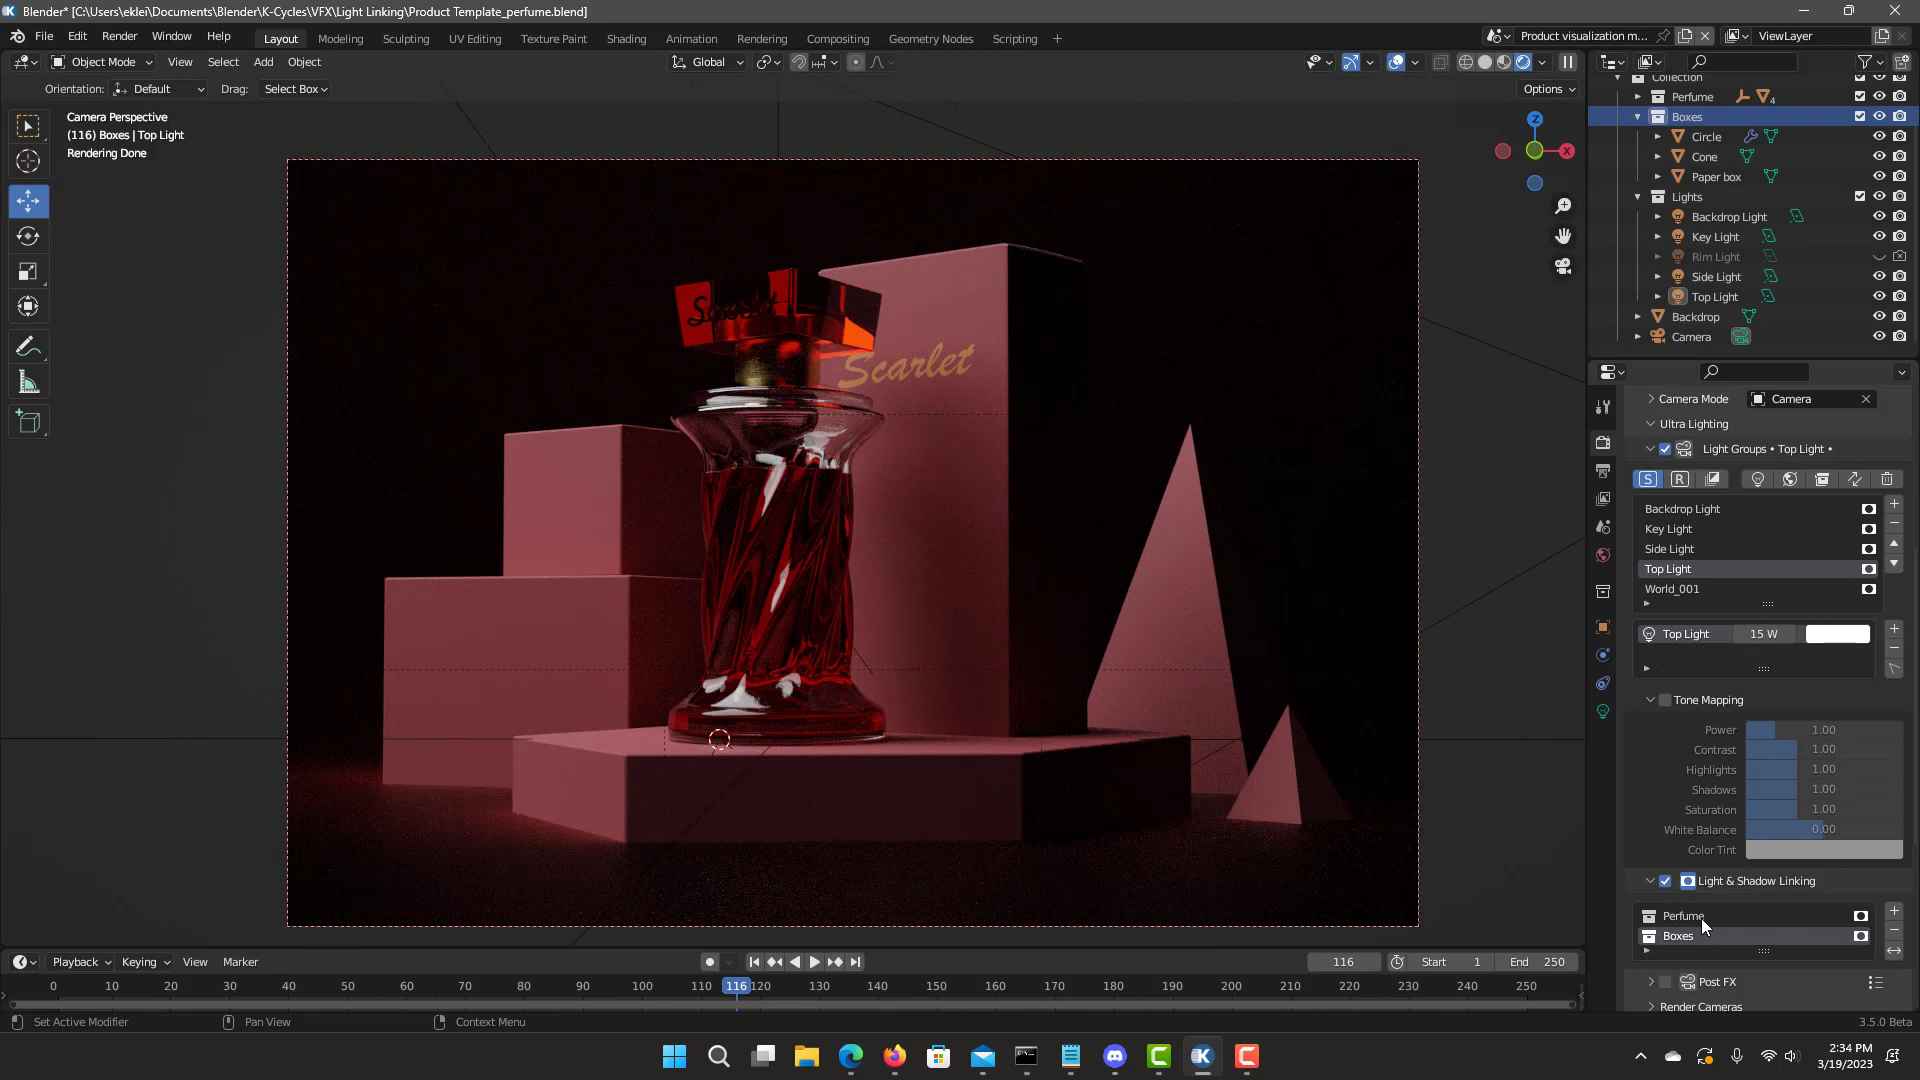 Blender* [C:\Users\eklei\Documents\Blender\K-Cycles\VFX\Light Linking\Product Template_perfume.blend]
File Edit Render Window Help Layout Modeling Sculpting UV Editing Texture Paint Shading Animation Rendering Compositing Geometry Nodes Scripting + Product visualization m... ViewLayer
Object Mode View Select Add Object Global
Orientation: Default Drag: Select Box Options
Camera Perspective
(116) Boxes | Top Light
Rendering Done
Z
X
Scarlet
Scarlet
Collection
Perfume 4
Boxes
Circle
Cone
Paper box
Lights
Backdrop Light
Key Light
Rim Light
Side Light
Top Light
Backdrop
Camera
Camera Mode Camera
Ultra Lighting
Light Groups • Top Light •
S R
Backdrop Light
Key Light
Side Light
Top Light
World_001
Top Light 15 W
Tone Mapping
Power 1.00
Contrast 1.00
Highlights 1.00
Shadows 1.00
Saturation 1.00
White Balance 0.00
Color Tint
Light & Shadow Linking
Perfume
Boxes
Post FX
Render Cameras
Playback Keying View Marker 116 Start 1 End 250
0 10 20 30 40 50 60 70 80 90 100 110 116 120 130 140 150 160 170 180 190 200 210 220 230 240 250
Set Active Modifier Pan View Context Menu 3.5.0 Beta
2:34 PM
3/19/2023